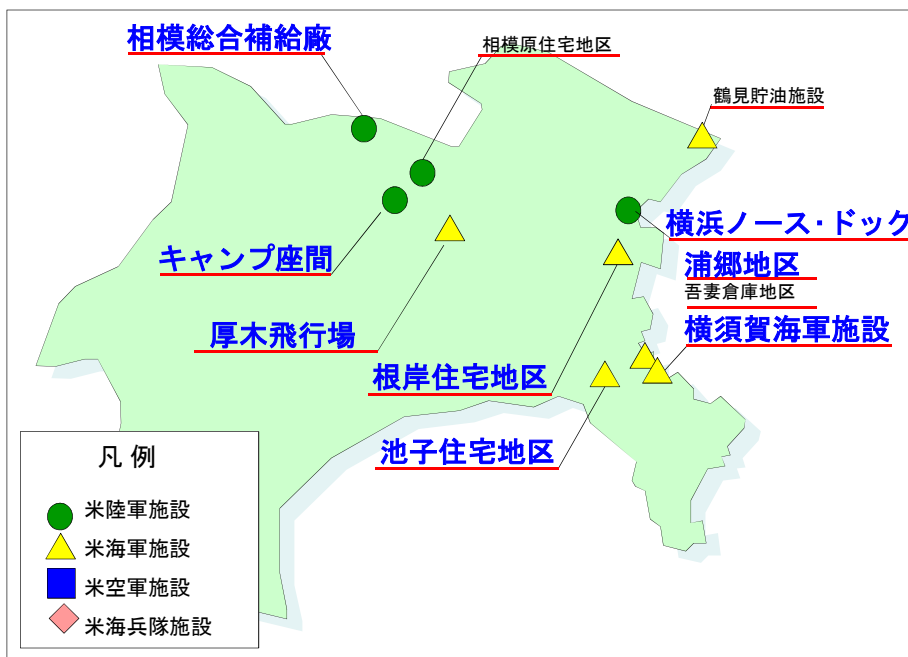 相模総合補給廠
相模原住宅地区
鶴見貯油施設
横浜ノース・ドック
キャンプ座間
浦郷地区
吾妻倉庫地区
横須賀海軍施設
厚木飛行場
根岸住宅地区
池子住宅地区
凡 例
米陸軍施設
米海軍施設
米空軍施設
米海兵隊施設